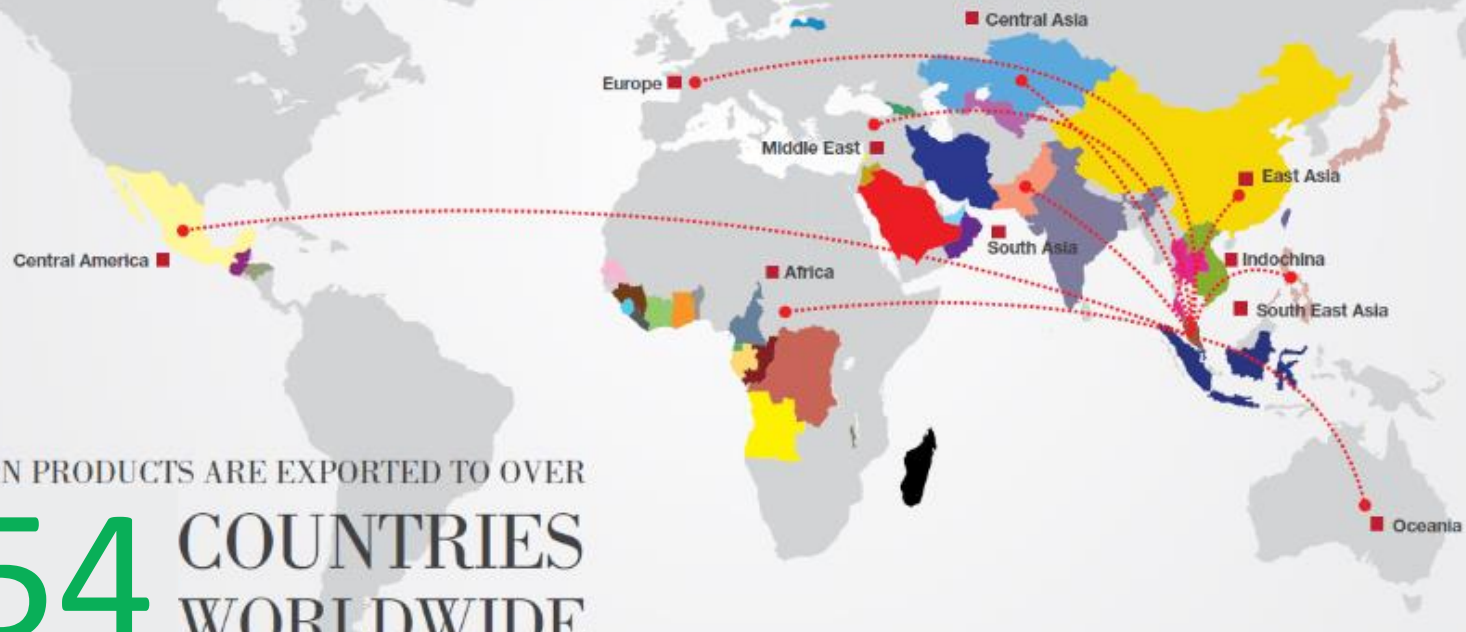 Central Asia
Europe
Middle East
East Asia
South Asia
Central America
Indochina
Africa
South East Asia
N PRODUCTS ARE EXPORTED TO OVER
54 COUNTRIES
WORLDWIDE
Oceania